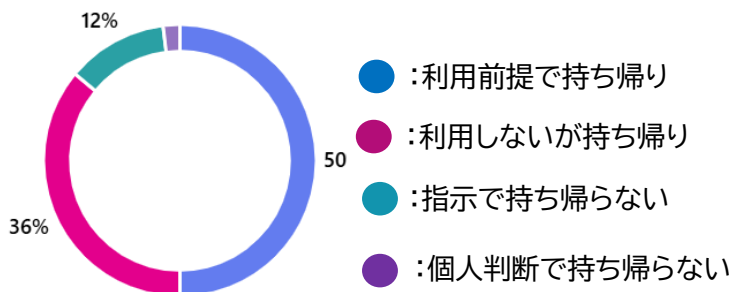 12%
50
36%
:利用前提で持ち帰り
:利用しないが持ち帰り
:指示で持ち帰らない
:個人判断で持ち帰らない